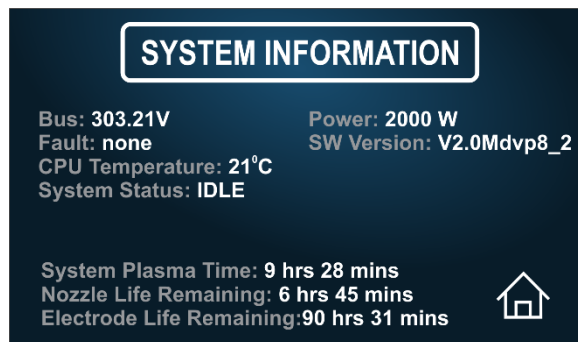 SYSTEM INFORMATION
Bus: 303.21V
Fault: none
CPU Temperature: 21⁰C
System Status: IDLE
Power: 2000 W
SW Version: V2.0Mdvp8_2
System Plasma Time: 9 hrs 28 mins
Nozzle Life Remaining: 6 hrs 45 mins
Electrode Life Remaining:90 hrs 31 mins